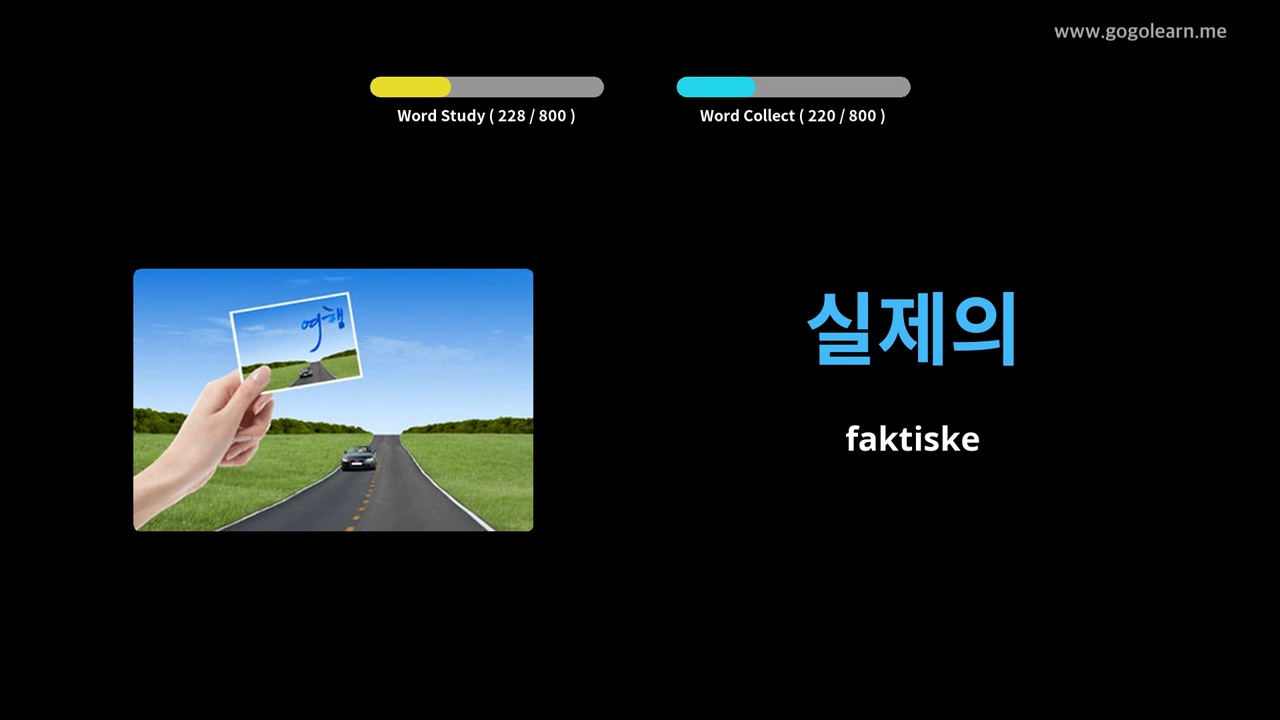 www.gogolearn.me
Word Study ( 228 / 800 )
Word Collect ( 220 / 800 )
여행
실제의
faktiske